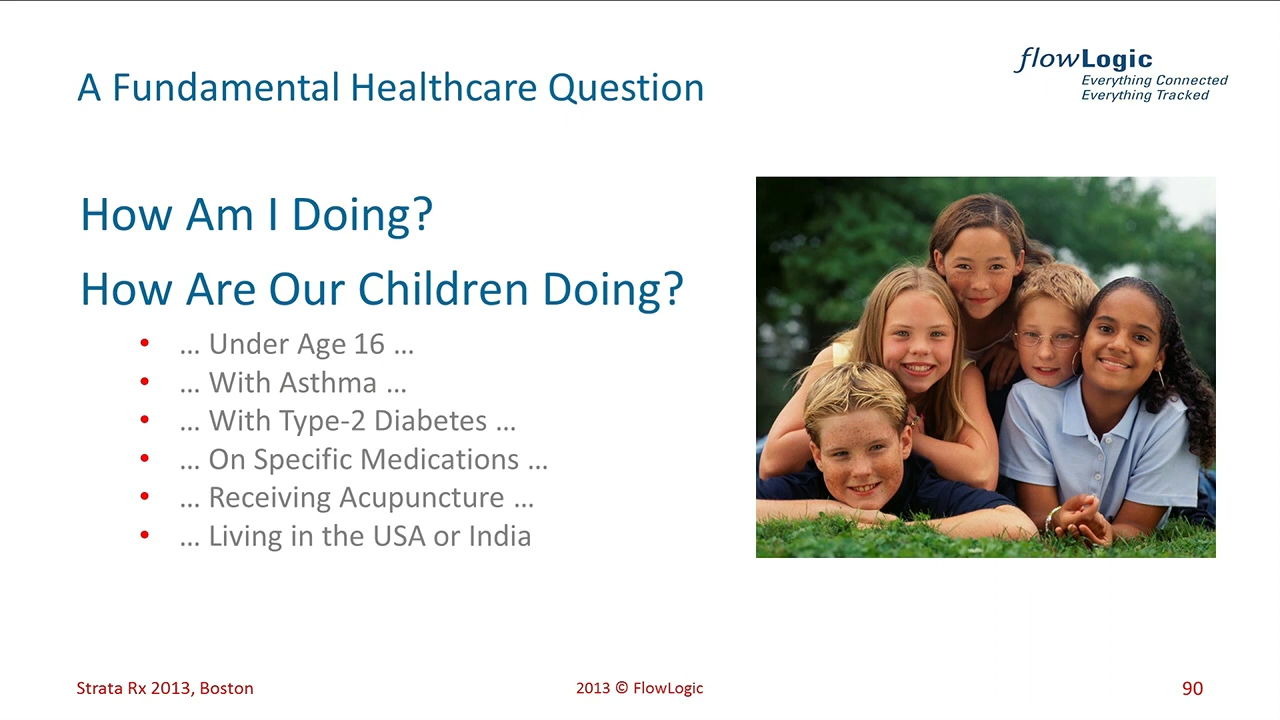 A Fundamental Healthcare Question
flowLogic
Everything Connected
Everything Tracked
How Am I Doing?
How Are Our Children Doing?
• … Under Age 16 …
• … With Asthma …
• … With Type-2 Diabetes …
• … On Specific Medications …
• … Receiving Acupuncture …
• … Living in the USA or India
Strata Rx 2013, Boston
2013 © FlowLogic
90